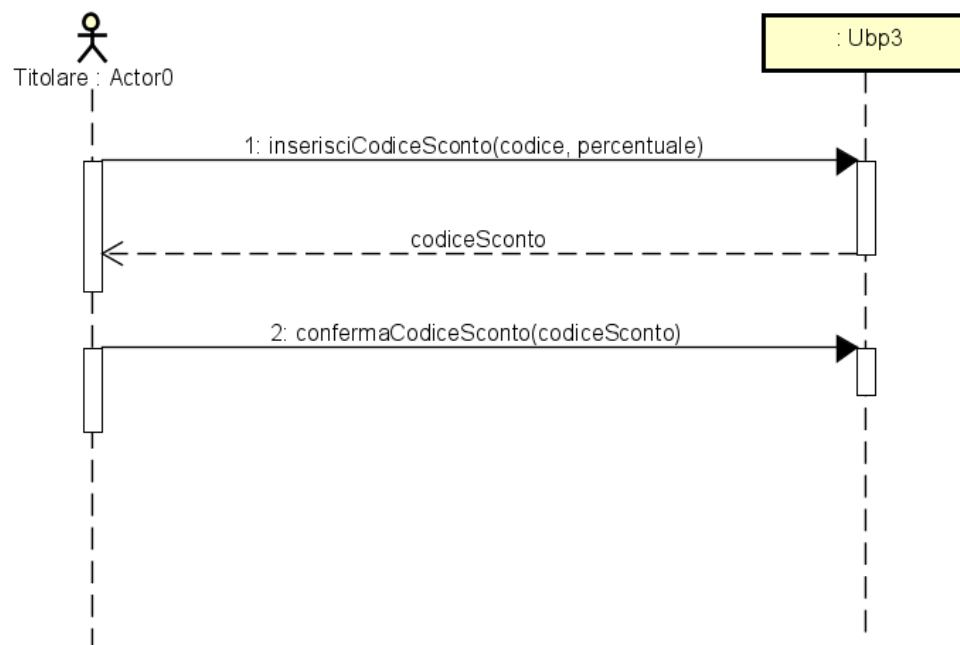 : Ubp3
Titolare : Actor0
1: inserisciCodiceSconto(codice, percentuale)
codiceSconto
2: confermaCodiceSconto(codiceSconto)